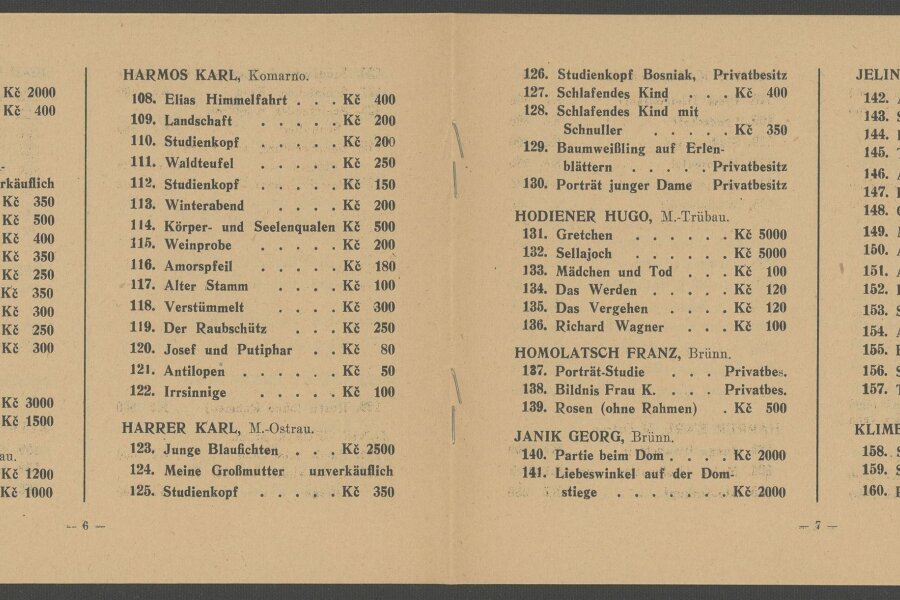 Kč 2000
Kč 400
rkäuflich
Kč 350
Kč 500
Kč 400
Kč 350
Kč 250
Kč 350
Kč 300
Kč 250
Kč 300
Kč 3000
Kč 1500
au.
Kč 1200
Kč 1000
— 6 —
HARMOS KARL, Komarno.
108. Elias Himmelfahrt . . . Kč 400
109. Landschaft . . . . . Kč 200
110. Studienkopf . . . . . Kč 200
111. Waldteufel . . . . . Kč 250
112. Studienkopf . . . . . Kč 150
113. Winterabend . . . . Kč 200
114. Körper- und Seelenqualen Kč 500
115. Weinprobe . . . . . Kč 200
116. Amorspfeil . . . . . Kč 180
117. Alter Stamm . . . . Kč 100
118. Verstümmelt . . . . Kč 300
119. Der Raubschütz . . . Kč 250
120. Josef und Putiphar . . Kč 80
121. Antilopen . . . . . Kč 50
122. Irrsinnige . . . . . Kč 100
HARRER KARL, M.-Ostrau.
123. Junge Blaufichten . . . Kč 2500
124. Meine Großmutter unverkäuflich
125. Studienkopf . . . . . Kč 350
126. Studienkopf Bosniak, Privatbesitz
127. Schlafendes Kind . . . Kč 400
128. Schlafendes Kind mit
Schnuller . . . . . Kč 350
129. Baumweißling auf Erlen-
blättern . . . . . Privatbesitz
130. Porträt junger Dame Privatbesitz
HODIENER HUGO, M.-Trübau.
131. Gretchen . . . . . . Kč 5000
132. Sellajoch . . . . . . Kč 5000
133. Mädchen und Tod . . . Kč 100
134. Das Werden . . . . . Kč 120
135. Das Vergehen . . . . Kč 120
136. Richard Wagner . . . Kč 100
HOMOLATSCH FRANZ, Brünn.
137. Porträt-Studie . . . Privatbes.
138. Bildnis Frau K. . . . Privatbes.
139. Rosen (ohne Rahmen) . Kč 500
JANIK GEORG, Brünn.
140. Partie beim Dom . . . . Kč 2000
141. Liebeswinkel auf der Dom-
stiege . . . . . . . Kč 2000
— 7 —
JELIN
142.
143.
144.
145.
146.
147.
148.
149.
150.
151.
152.
153.
154.
155.
156.
157.
KLIME
158.
159.
160.